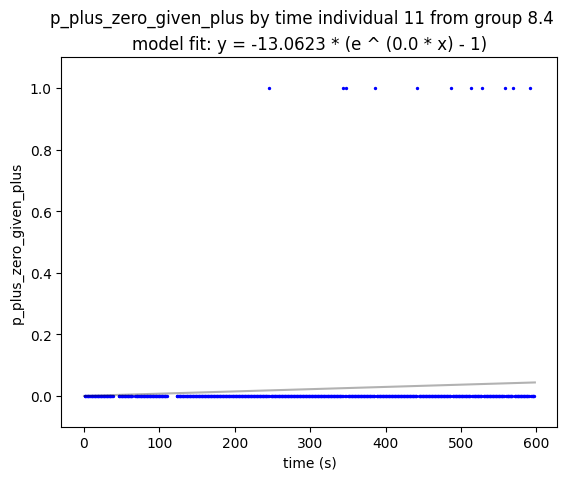 p_plus_zero_given_plus by time individual 11 from group 8.4
model fit: y = -13.0623 * (e ^ (0.0 * x) - 1)
1.0
0.8
0.6
0.4
0.2
0.0
p_plus_zero_given_plus
0 100 200 300 400 500 600
time (s)